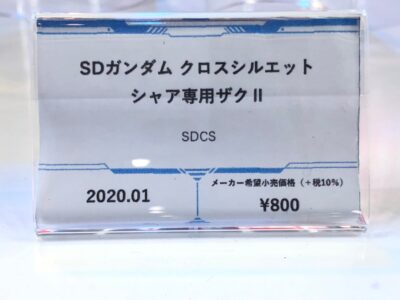 SDガンダム クロスシルエット
シャア専用ザクⅡ
SDCS
2020.01
メーカー希望小売価格（＋税10%）
¥800